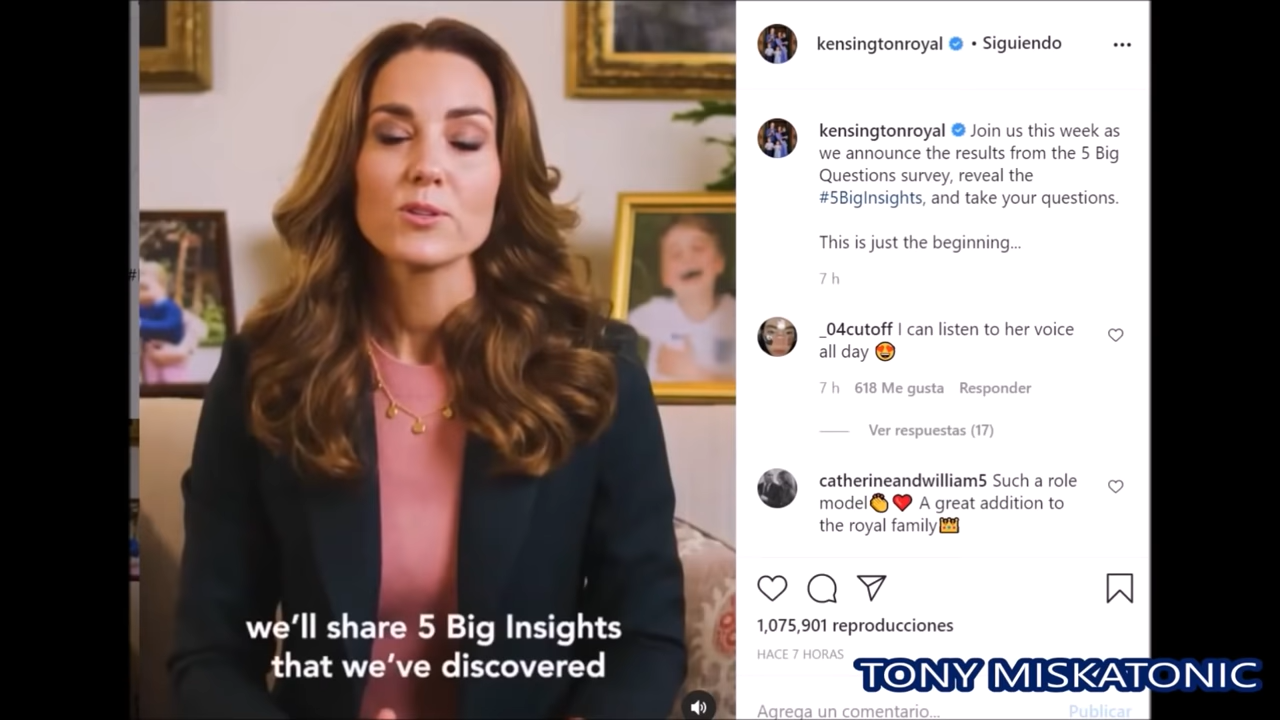 kensingtonroyal • Siguiendo
kensingtonroyal Join us this week as
we announce the results from the 5 Big
Questions survey, reveal the
#5BigInsights, and take your questions.
This is just the beginning...
7 h
_04cutoff I can listen to her voice
all day 😍
7 h 618 Me gusta Responder
Ver respuestas (17)
catherineandwilliam5 Such a role
model👏❤️ A great addition to
the royal family👑
1,075,901 reproducciones
HACE 7 HORAS
Agrega un comentario... Publicar
we'll share 5 Big Insights
that we've discovered
TONY MISKATONIC
#